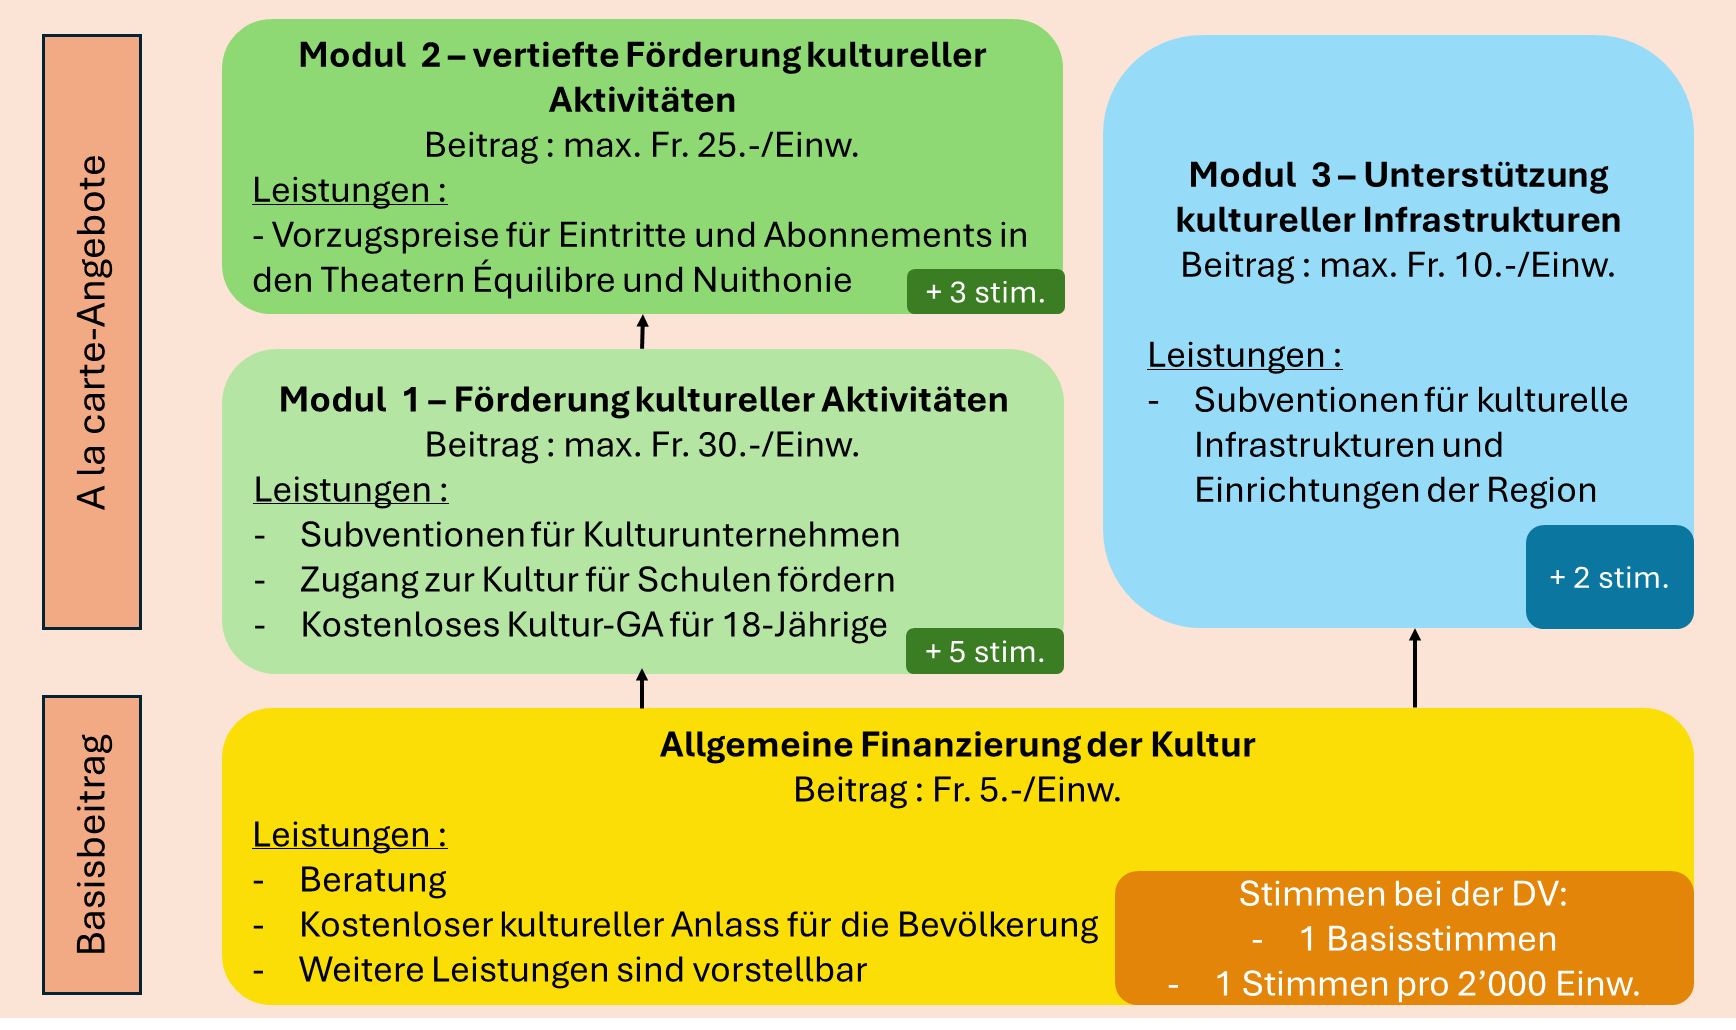 A la carte-Angebote
Modul 2 – vertiefte Förderung kultureller
Aktivitäten
Beitrag : max. Fr. 25.-/Einw.
Leistungen :
- Vorzugspreise für Eintritte und Abonnements in
den Theatern Équilibre und Nuithonie
+ 3 stim.
Modul 1 – Förderung kultureller Aktivitäten
Beitrag : max. Fr. 30.-/Einw.
Leistungen :
- Subventionen für Kulturunternehmen
- Zugang zur Kultur für Schulen fördern
- Kostenloses Kultur-GA für 18-Jährige
+ 5 stim.
Modul 3 – Unterstützung
kultureller Infrastrukturen
Beitrag : max. Fr. 10.-/Einw.
Leistungen :
- Subventionen für kulturelle
Infrastrukturen und
Einrichtungen der Region
+ 2 stim.
Basisbeitrag
Allgemeine Finanzierung der Kultur
Beitrag : Fr. 5.-/Einw.
Leistungen :
- Beratung
- Kostenloser kultureller Anlass für die Bevölkerung
- Weitere Leistungen sind vorstellbar
Stimmen bei der DV:
- 1 Basisstimmen
- 1 Stimmen pro 2’000 Einw.